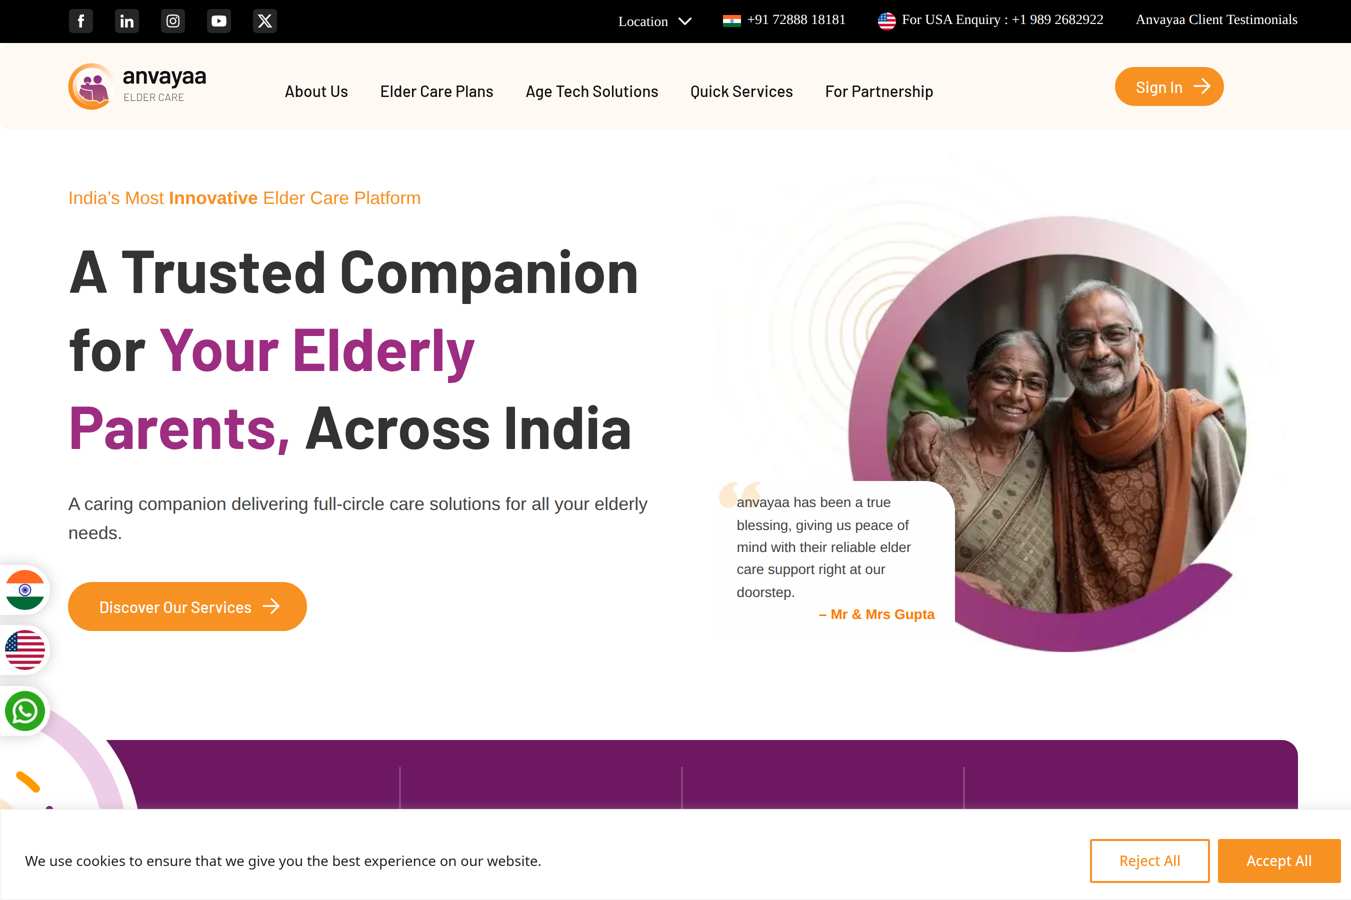 Location
+91 72888 18181
For USA Enquiry : +1 989 2682922
Anvayaa Client Testimonials
anvayaa
ELDER CARE
About Us
Elder Care Plans
Age Tech Solutions
Quick Services
For Partnership
Sign In
India's Most Innovative Elder Care Platform
A Trusted Companion
for Your Elderly
Parents, Across India
A caring companion delivering full-circle care solutions for all your elderly
needs.
Discover Our Services
anvayaa has been a true
blessing, giving us peace of
mind with their reliable elder
care support right at our
doorstep.
– Mr & Mrs Gupta
We use cookies to ensure that we give you the best experience on our website.
Reject All
Accept All